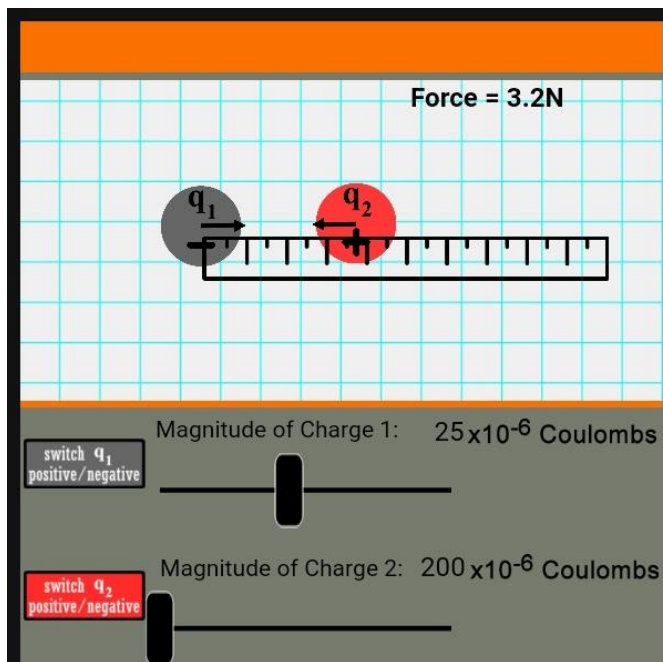 Force = 3.2N
q₁ q₂
− +
Magnitude of Charge 1: 25x10⁻⁶ Coulombs
switch q₁
positive/negative
Magnitude of Charge 2: 200x10⁻⁶ Coulombs
switch q₂
positive/negative